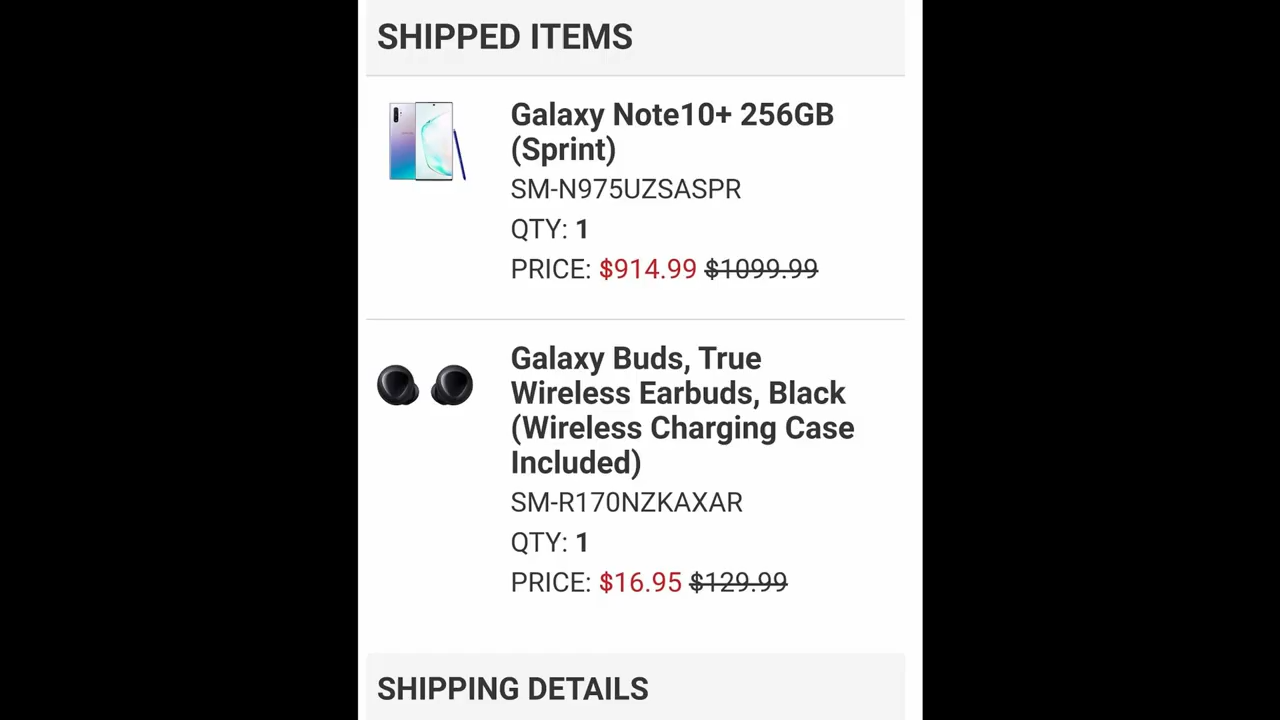 SHIPPED ITEMS
Galaxy Note10+ 256GB
(Sprint)
SM-N975UZSASPR
QTY: 1
PRICE: $914.99 $1099.99
Galaxy Buds, True
Wireless Earbuds, Black
(Wireless Charging Case
Included)
SM-R170NZKAXAR
QTY: 1
PRICE: $16.95 $129.99
SHIPPING DETAILS